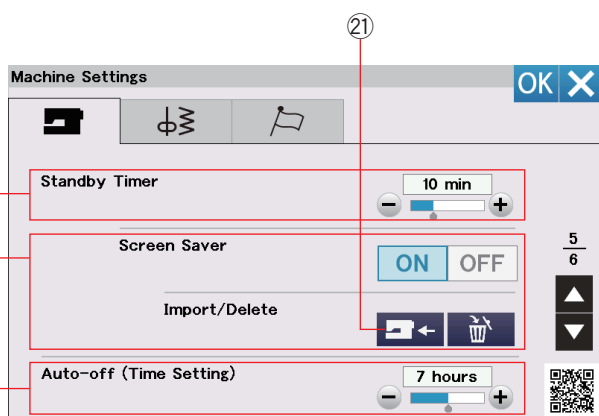 ㉑
Machine Settings
OK
Standby Timer
10 min
Screen Saver
ON OFF
5
6
Import/Delete
Auto-off (Time Setting)
7 hours